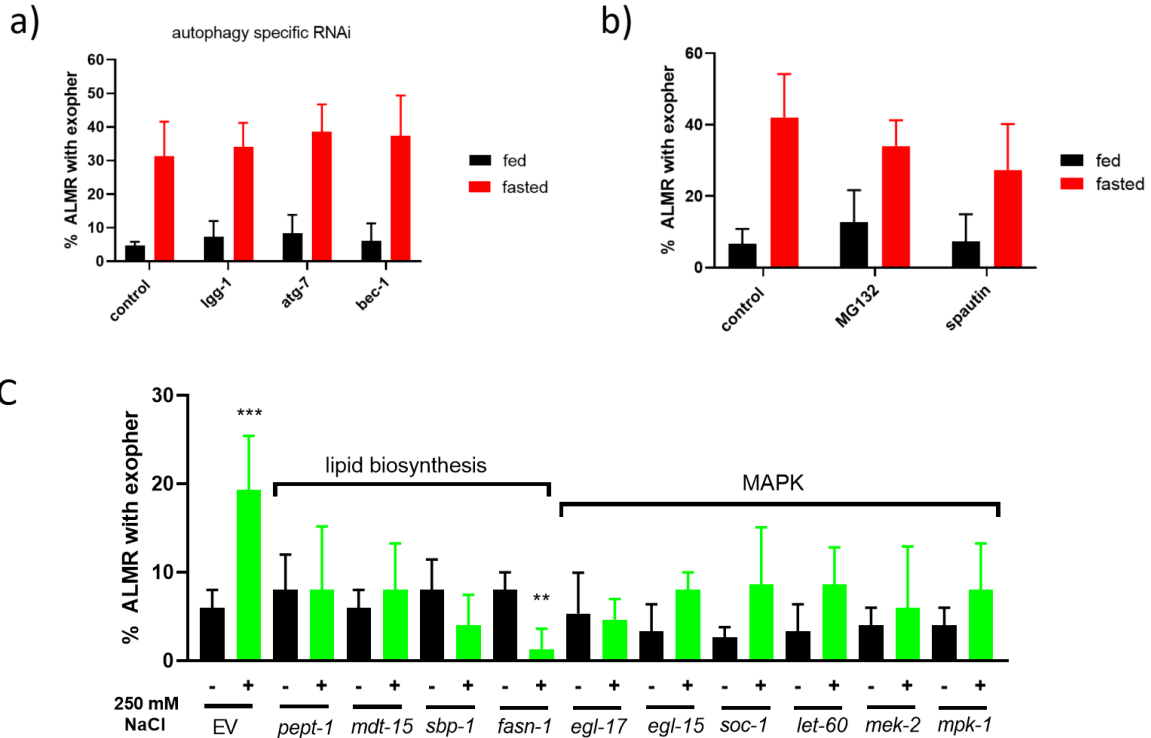 a)
autophagy specific RNAi
% ALMR with exopher
60
50
40
30
20
10
0
control
lgg-1
atg-7
bec-1
fed
fasted
b)
% ALMR with exopher
60
40
20
0
control
MG132
spautin
fed
fasted
C
% ALMR with exopher
30
20
10
0
***
lipid biosynthesis
**
MAPK
- + - + - + - + - + - + - + - + - + - + - +
250 mM
NaCl
EV pept-1 mdt-15 sbp-1 fasn-1 egl-17 egl-15 soc-1 let-60 mek-2 mpk-1